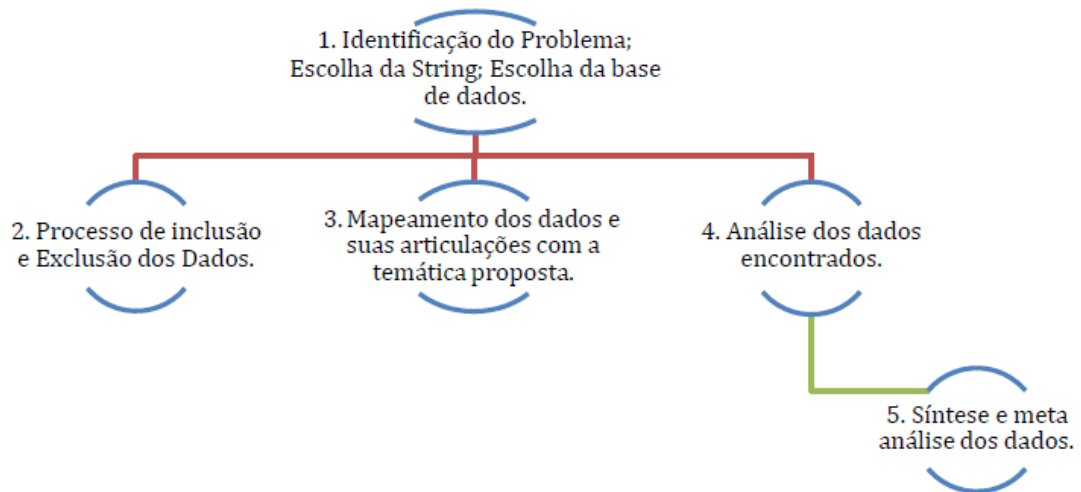 1. Identificação do Problema;
Escolha da String; Escolha da base
de dados.
2. Processo de inclusão
e Exclusão dos Dados.
3. Mapeamento dos dados e
suas articulações com a
temática proposta.
4. Análise dos dados
encontrados.
5. Síntese e meta
análise dos dados.